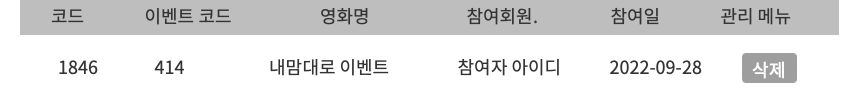 코드 이벤트 코드 영화명 참여회원. 참여일 관리 메뉴
1846 414 내맘대로 이벤트 참여자 아이디 2022-09-28 삭제